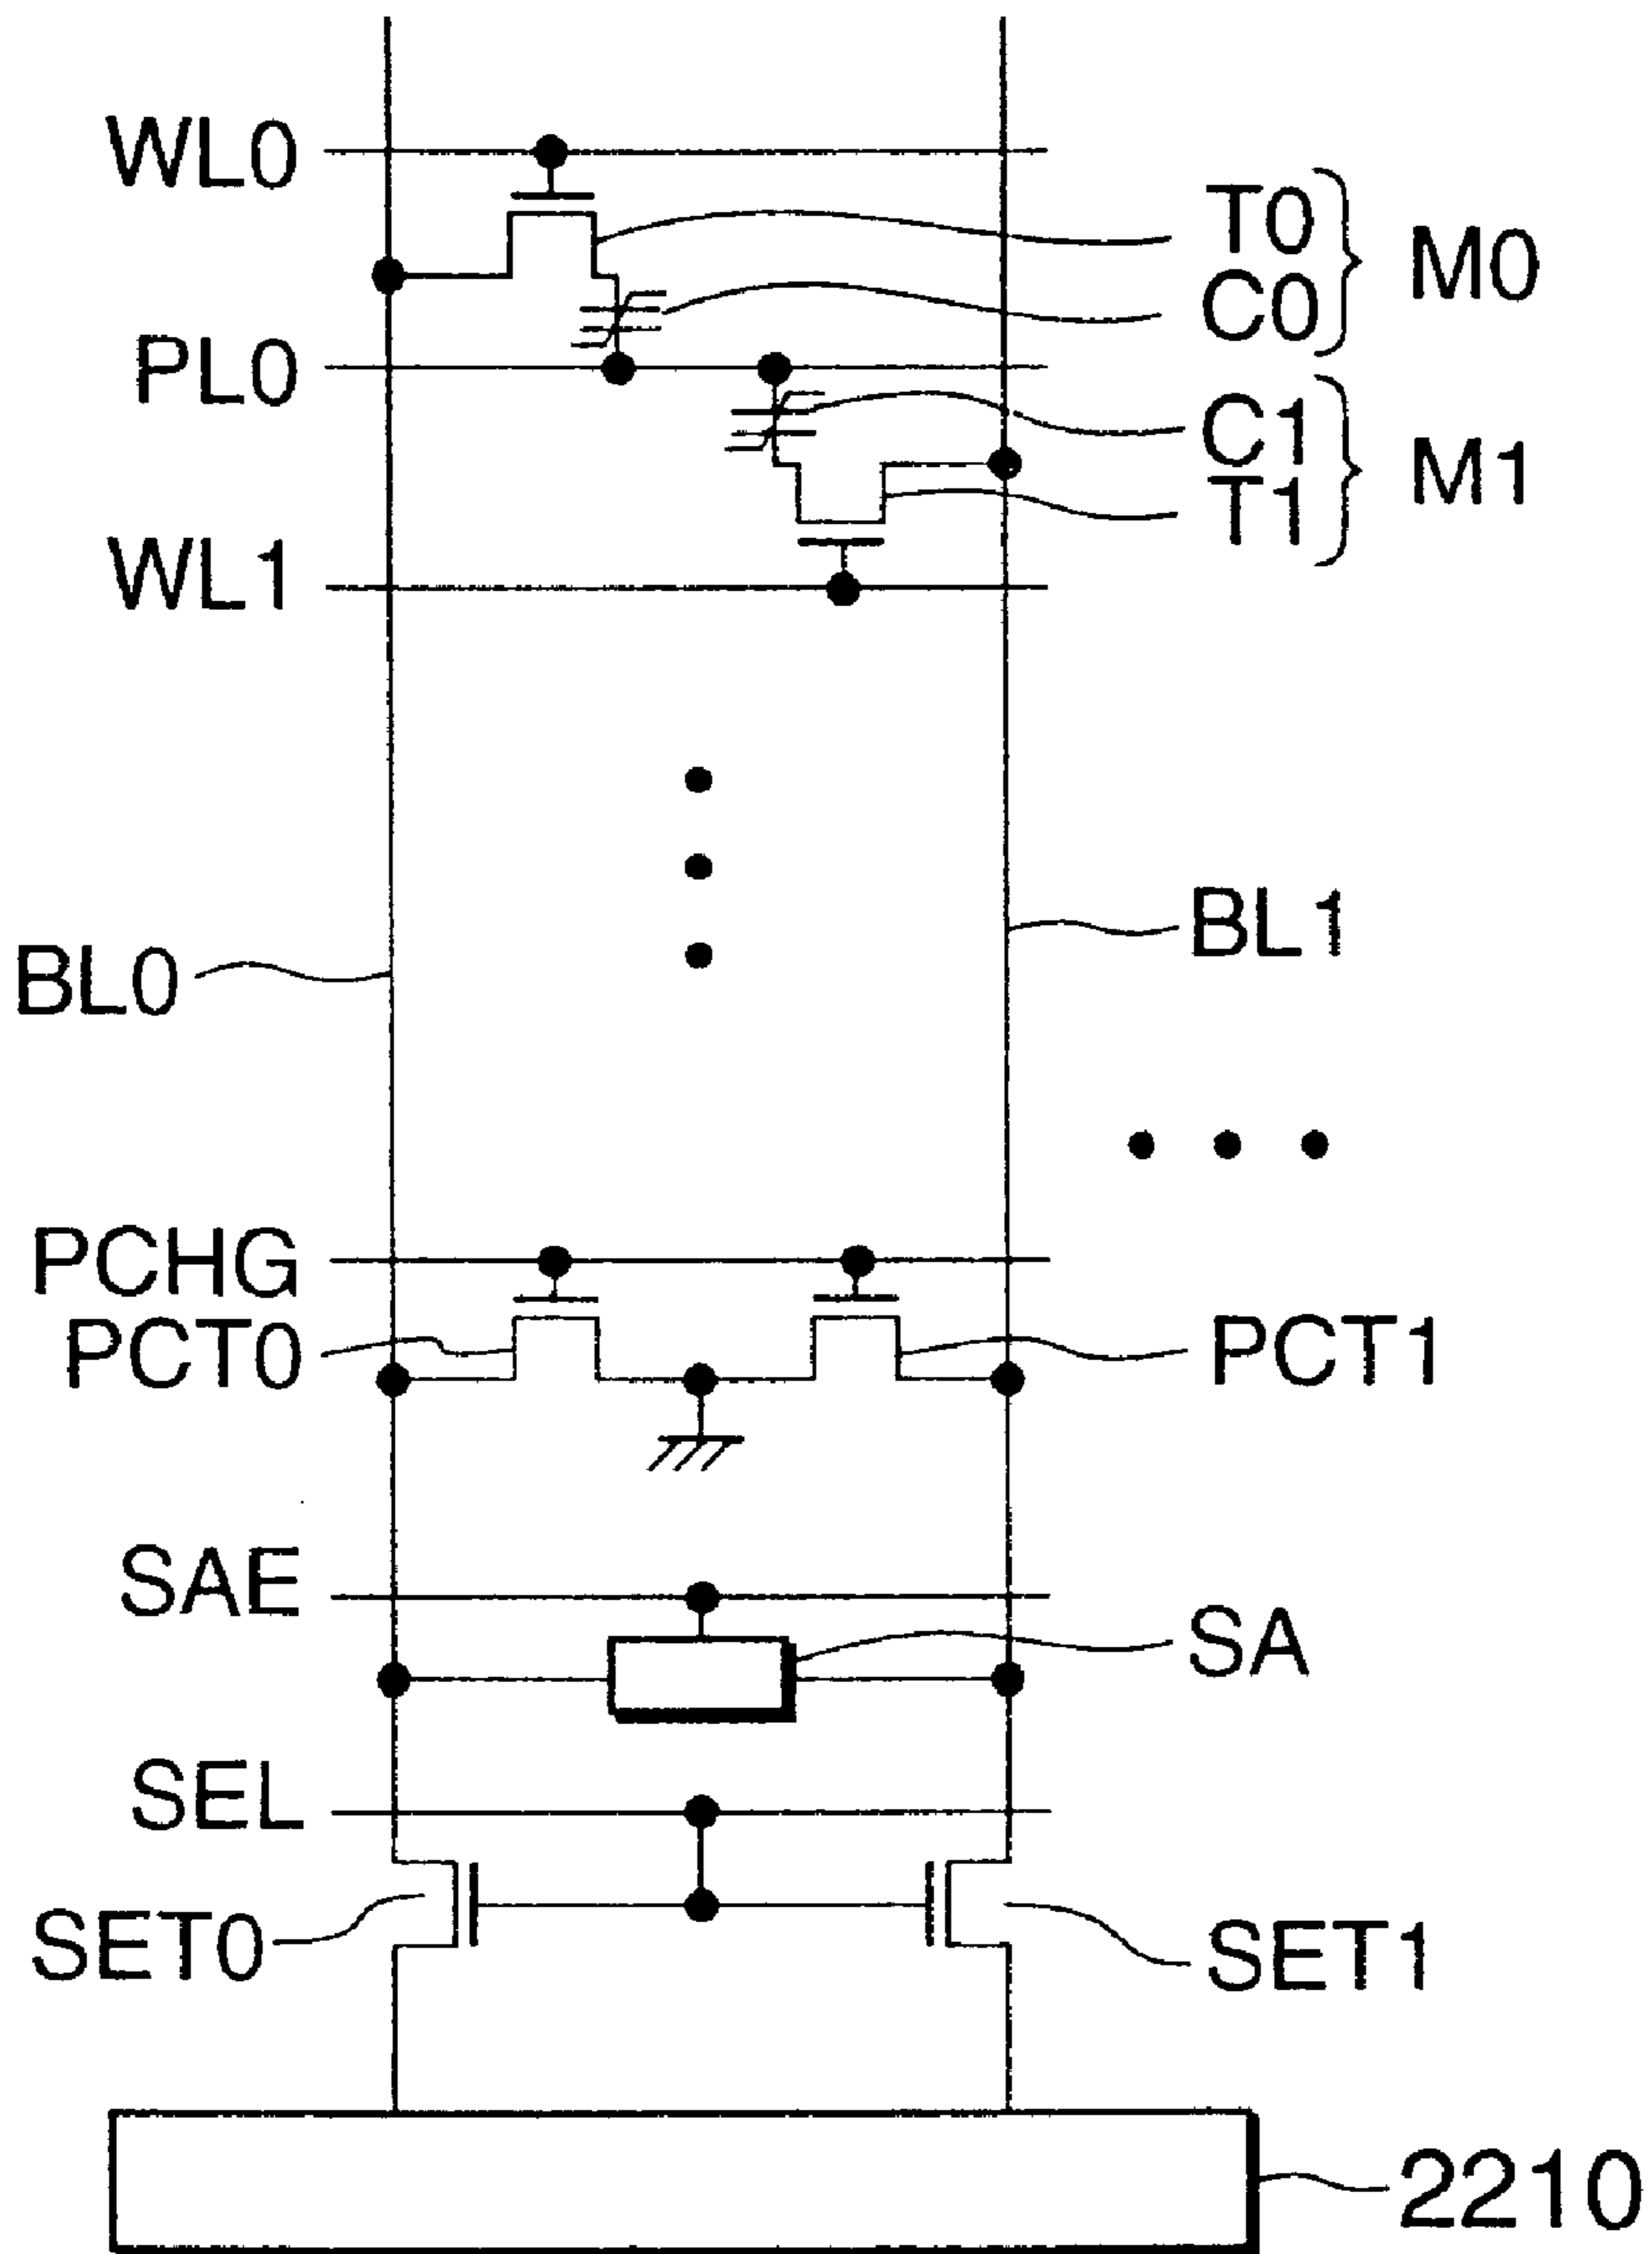 WL0
T0
M0
C0
PL0
C1
M1
T1
WL1
BL1
BL0
PCHG
PCT0
PCT1
SAE
SA
SEL
SET0
SET1
2210